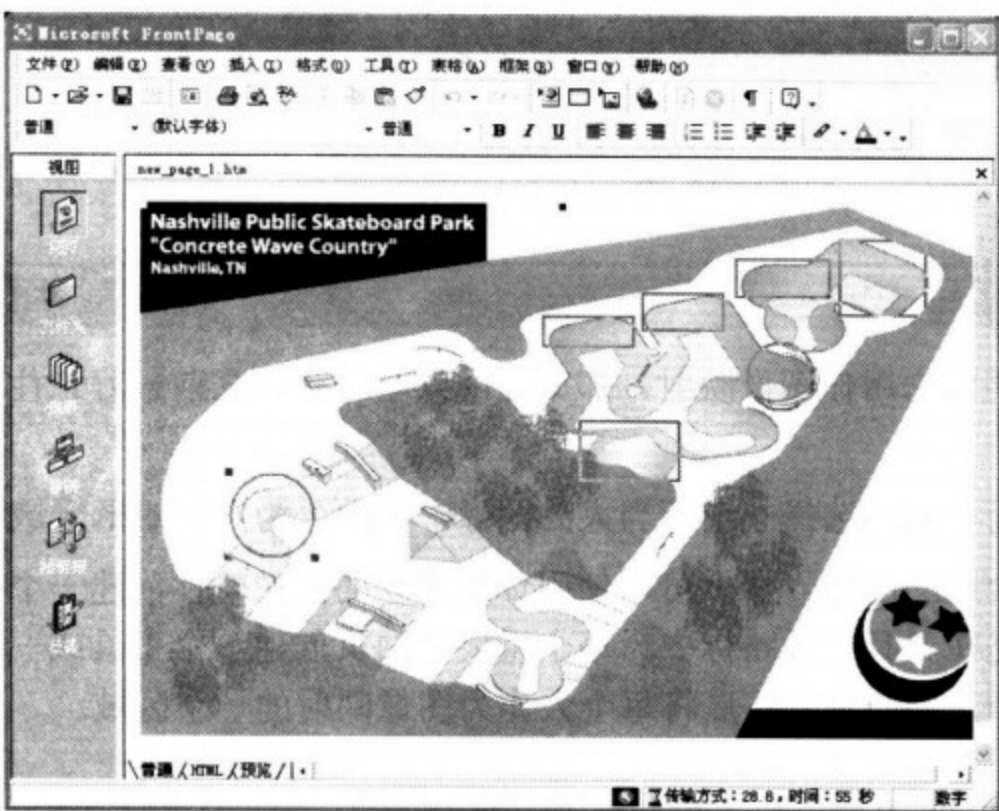 Microsoft FrontPage
文件(F) 编辑(E) 查看(V) 插入(I) 格式(O) 工具(T) 表格(A) 框架(R) 窗口(W) 帮助(H)
普通 (默认字体) 普通 B I U A
视图
new_page_1.htm
Nashville Public Skateboard Park
"Concrete Wave Country"
Nashville, TN
普通 HTML 预览
传输方式:28.8,时间:55 秒 数字